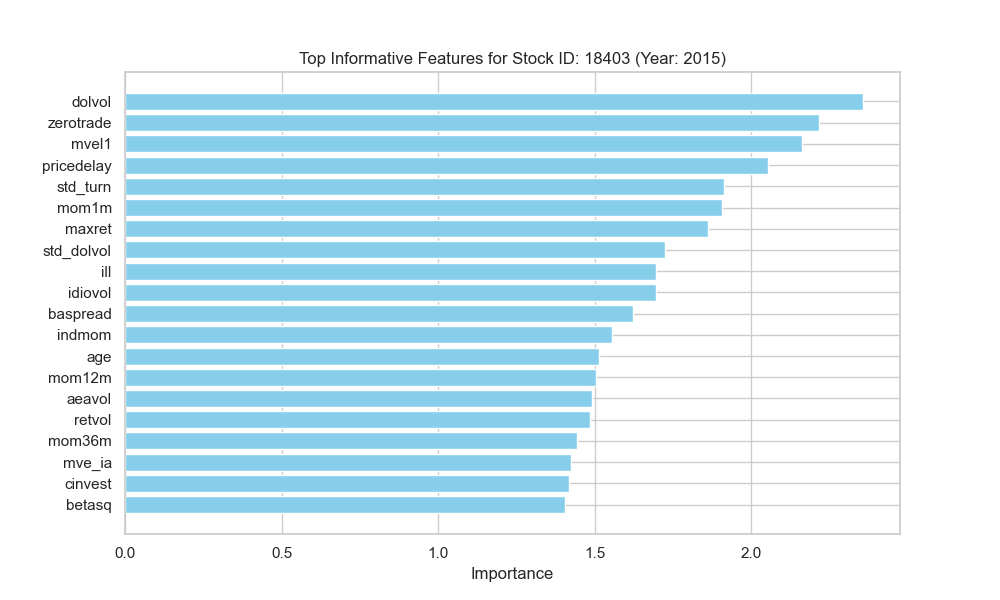 Top Informative Features for Stock ID: 18403 (Year: 2015)
dolvol
zerotrade
mvel1
pricedelay
std_turn
mom1m
maxret
std_dolvol
ill
idiovol
baspread
indmom
age
mom12m
aeavol
retvol
mom36m
mve_ia
cinvest
betasq
0.0 0.5 1.0 1.5 2.0
Importance